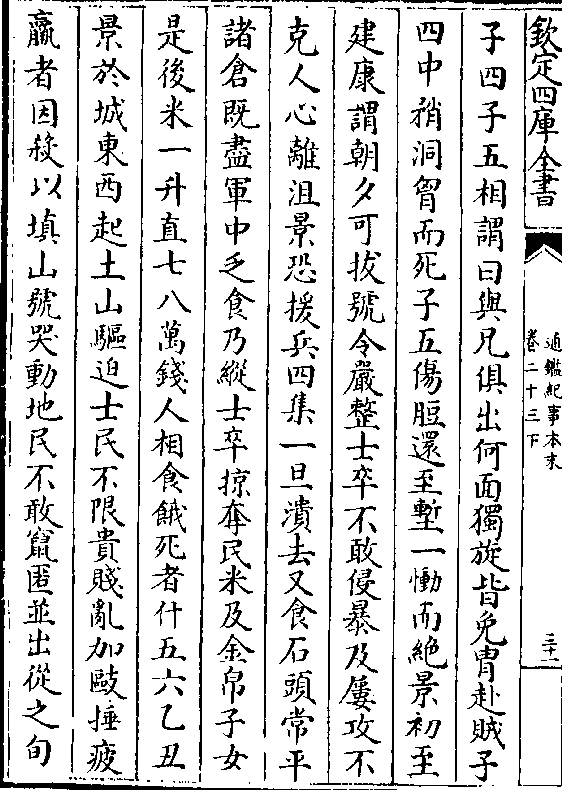 欽定四庫全書
通鑑紀事本末
卷二十三下
三十一
子四子五相謂曰與兄俱出何面獨旋皆免胄赴賊子
四中矟洞胷而死子五傷脰還至塹一慟而絶景初至
建康謂朝夕可拔號令嚴整士卒不敢侵暴及屢攻不
克人心離沮景恐援兵四集一旦潰去又食石頭常平
諸倉既盡軍中乏食乃縱士卒掠奪民米及金帛子女
是後米一升直七八萬錢人相食餓死者什五六乙丑
景於城東西起土山驅迫士民不限貴賤亂加毆捶疲
羸者因殺以填山號哭動地民不敢竄匿並出從之旬